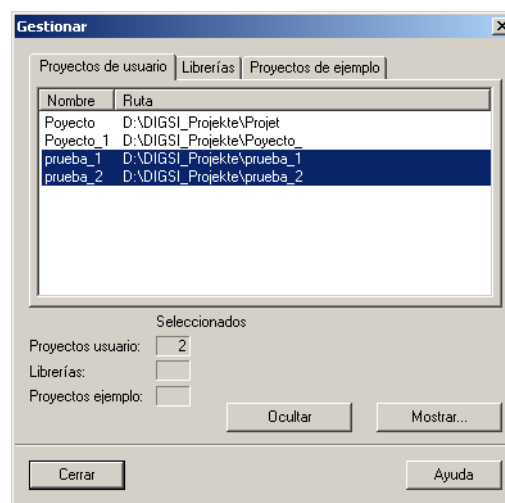 Gestionar
Proyectos de usuario Librerías Proyectos de ejemplo
Nombre Ruta
Poyecto D:\DIGSI_Projekte\Projet
Poyecto_1 D:\DIGSI_Projekte\Poyecto_
prueba_1 D:\DIGSI_Projekte\prueba_1
prueba_2 D:\DIGSI_Projekte\prueba_2
Seleccionados
Proyectos usuario: 2
Librerías:
Proyectos ejemplo:
Ocultar Mostrar...
Cerrar Ayuda